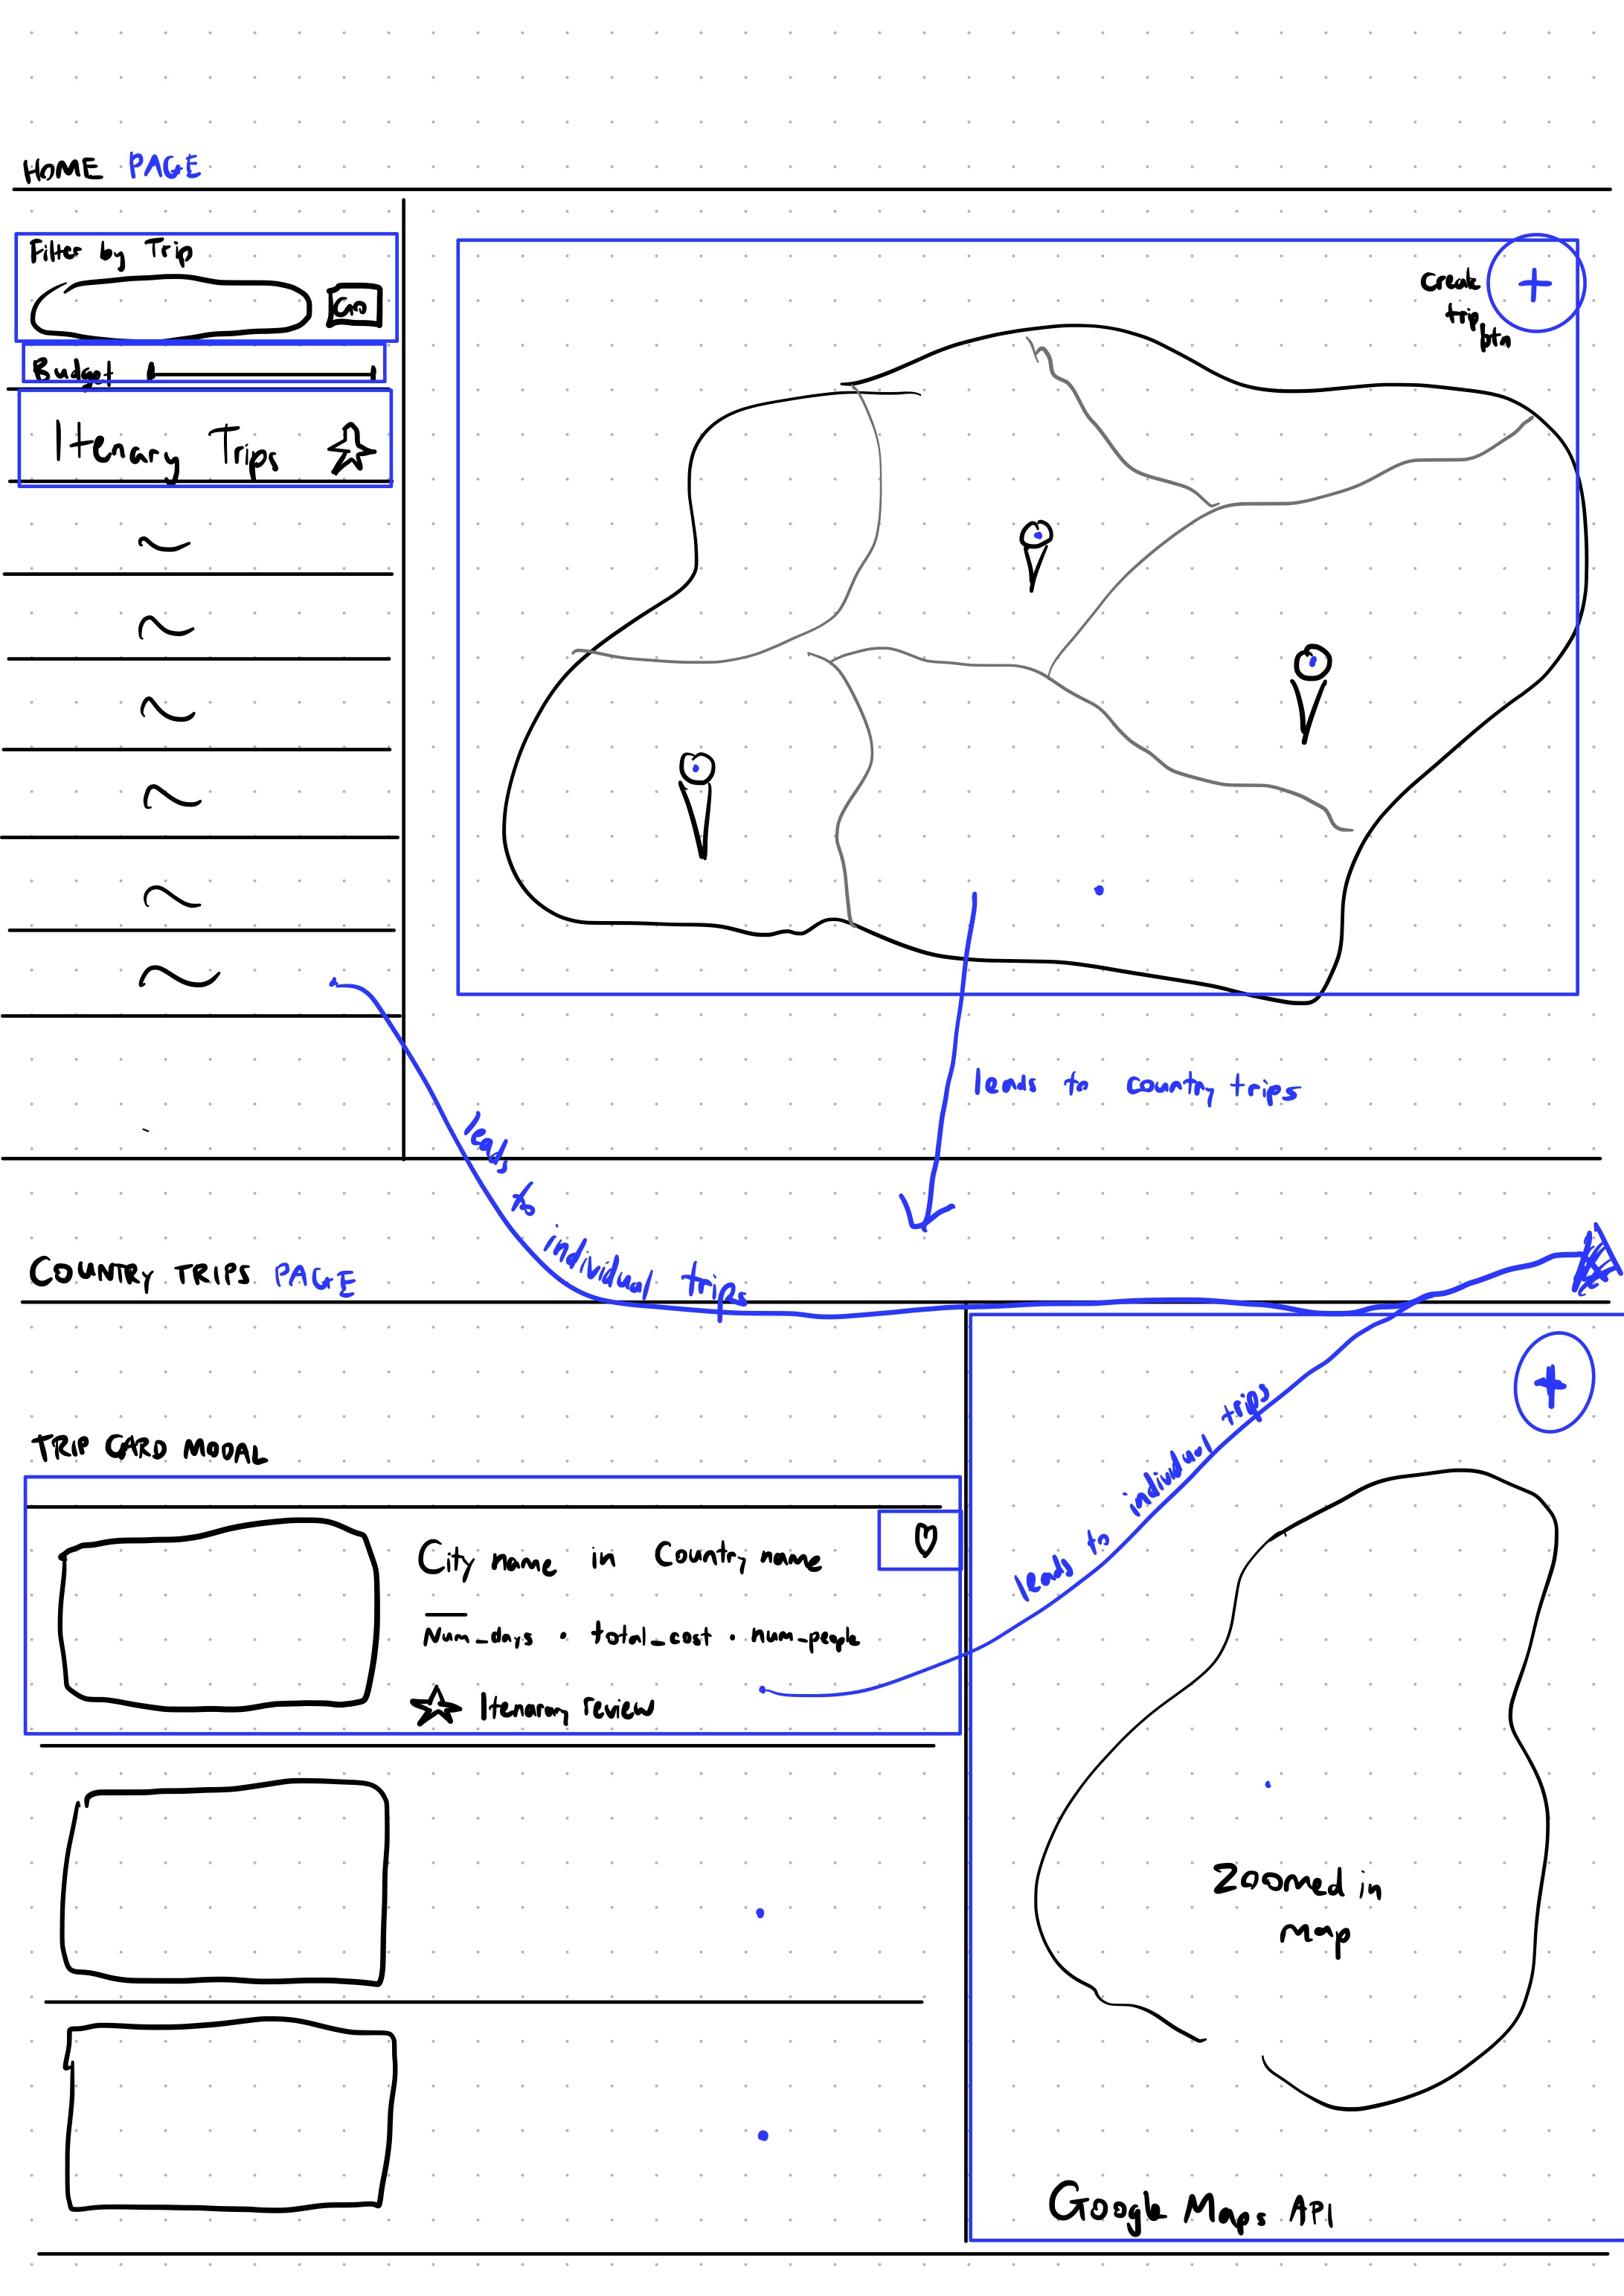 HOME PAGE
Filter by Trip
GO
Budget
Itenary Trips
Create
trip
btn
leads to country trips
leads to individual trips
COUNTRY TRIPS PAGE
TRIP CARD MODAL
City name in Country name
Num_days · total_cost · num_people
Itenary review
leads to individual trips
Zoomed in
map
Google Maps API